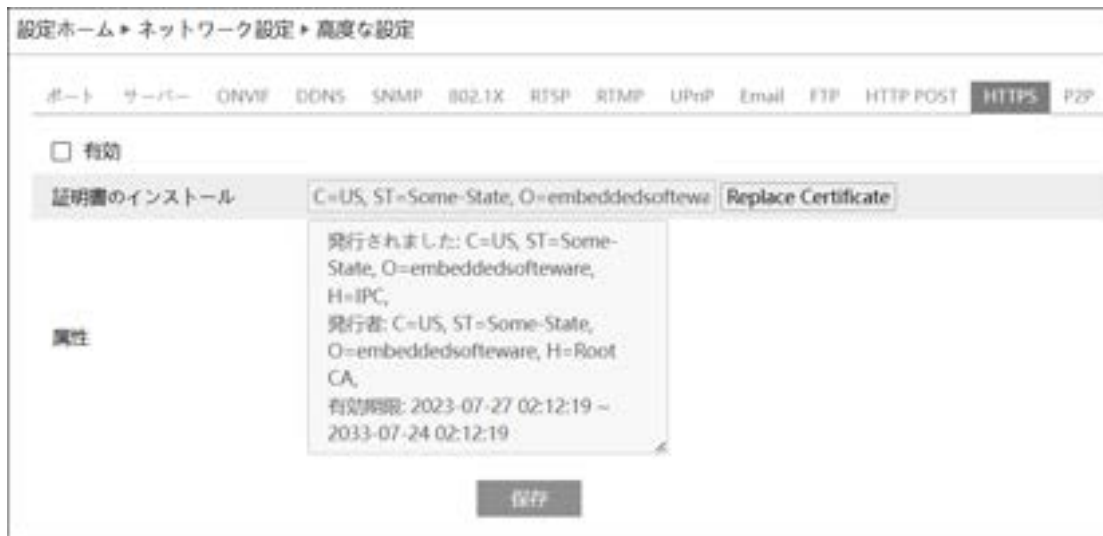 設定ホーム ▸ ネットワーク設定 ▸ 高度な設定
ポート サーバー ONVIF DDNS SNMP 802.1X RTSP RTMP UPnP Email FTP HTTP POST HTTPS P2P
有効
証明書のインストール C=US, ST=Some-State, O=embeddedsoftewa Replace Certificate
発行されました: C=US, ST=Some-
State, O=embeddedsofteware,
H=IPC,
発行者: C=US, ST=Some-State,
属性
O=embeddedsofteware, H=Root
CA,
有効期限: 2023-07-27 02:12:19 ~
2033-07-24 02:12:19
保存